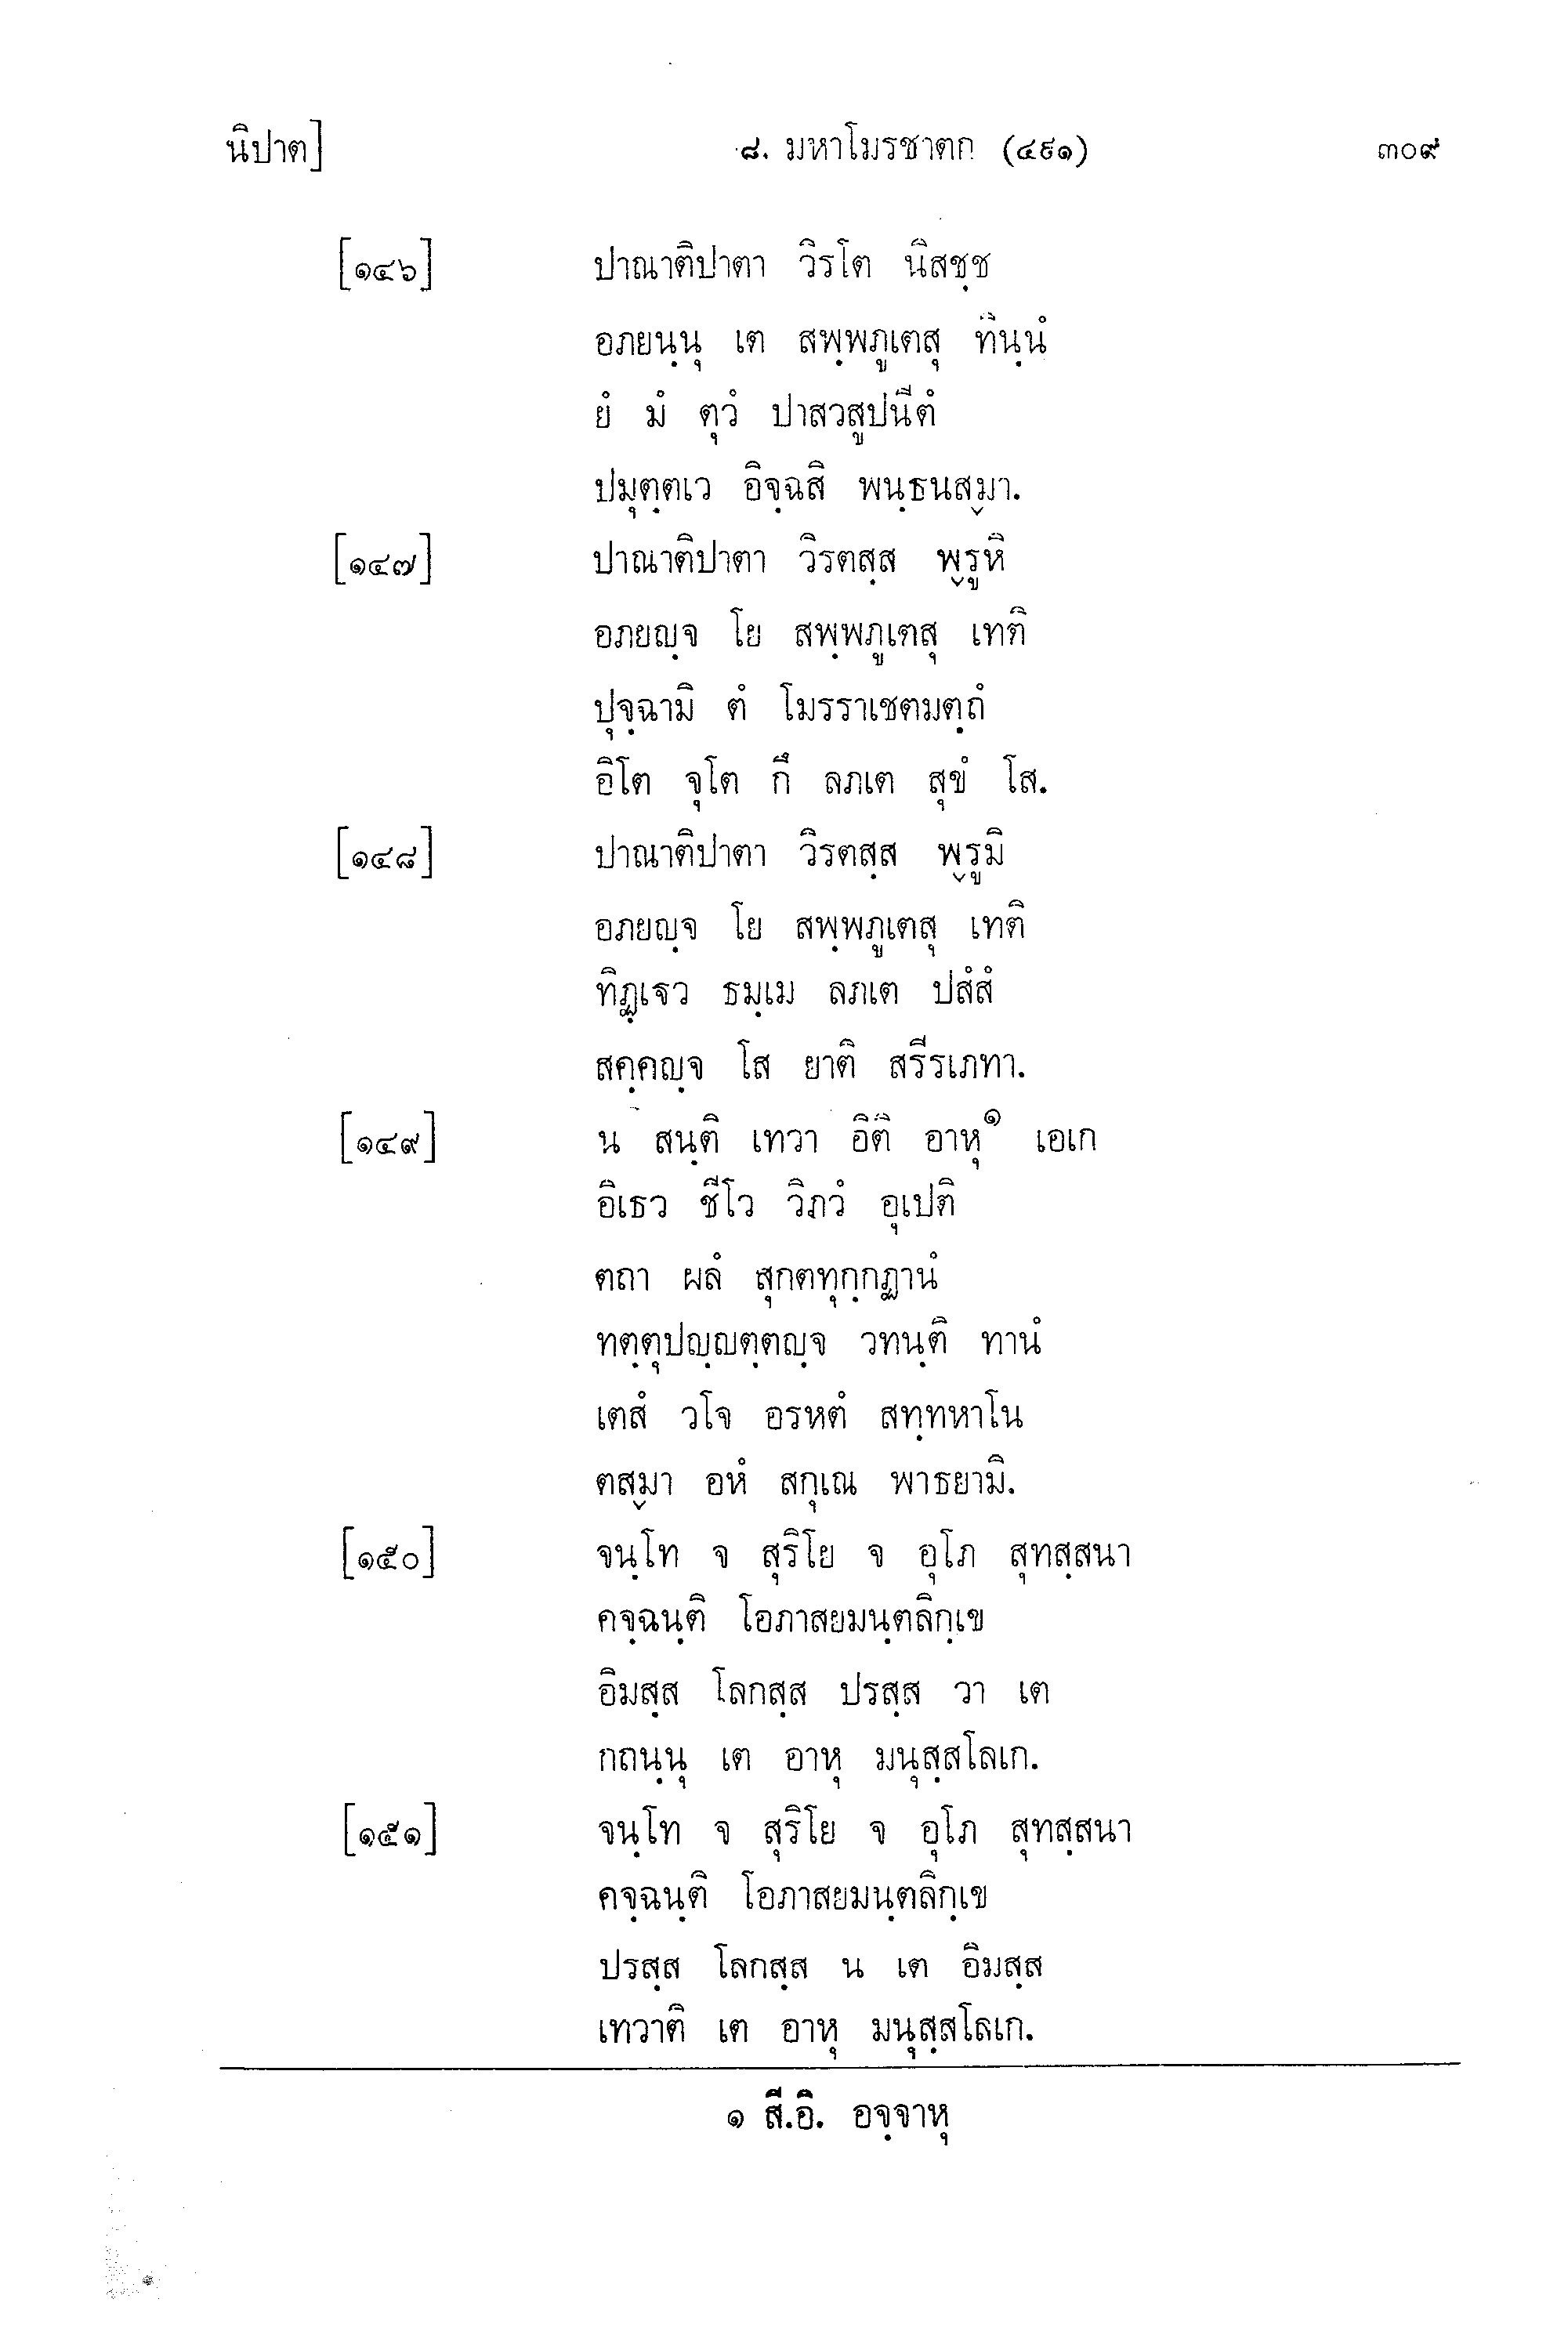 นิปาต] ๘. มหาโมรชาตก (๔๙๑) ๓๐๙
[๑๔๖] ปาณาติปาตา วิรโต นิสชฺช
อภยนฺนุ เต สพฺพภูเตสุ ทินฺนํ
ยํ มํ ตุวํ ปาสวสูปนีตํ
ปมุตฺตเว อิจฺฉสิ พนฺธนสฺมา.
[๑๔๗] ปาณาติปาตา วิรตสฺส พฺรูหิ
อภยญฺจ โย สพฺพภูเตสุ เทติ
ปุจฺฉามิ ตํ โมรราเชตมตฺถํ
อิโต จุโต กึ ลภเต สุขํ โส.
[๑๔๘] ปาณาติปาตา วิรตสฺส พฺรูมิ
อภยญฺจ โย สพฺพภูเตสุ เทติ
ทิฏฺเฐว ธมฺเม ลภเต ปสํสํ
สคฺคญฺจ โส ยาติ สรีรเภทา.
[๑๔๙] น สนฺติ เทวา อิติ อาหุ๑ เอเก
อิเธว ชีโว วิภวํ อุเปติ
ตถา ผลํ สุกตทุกฺกฏานํ
ทตฺตุปญฺญตฺตญฺจ วทนฺติ ทานํ
เตสํ วโจ อรหตํ สทฺทหาโน
ตสฺมา อหํ สกุเณ พาธยามิ.
[๑๕๐] จนฺโท จ สุริโย จ อุโภ สุทสฺสนา
คจฺฉนฺติ โอภาสยมนฺตลิกฺเข
อิมสฺส โลกสฺส ปรสฺส วา เต
กถนฺนุ เต อาหุ มนุสฺสโลเก.
[๑๕๑] จนฺโท จ สุริโย จ อุโภ สุทสฺสนา
คจฺฉนฺติ โอภาสยมนฺตลิกฺเข
ปรสฺส โลกสฺส น เต อิมสฺส
เทวาติ เต อาหุ มนุสฺสโลเก.
๑ สี.อิ. อจฺจาหุ